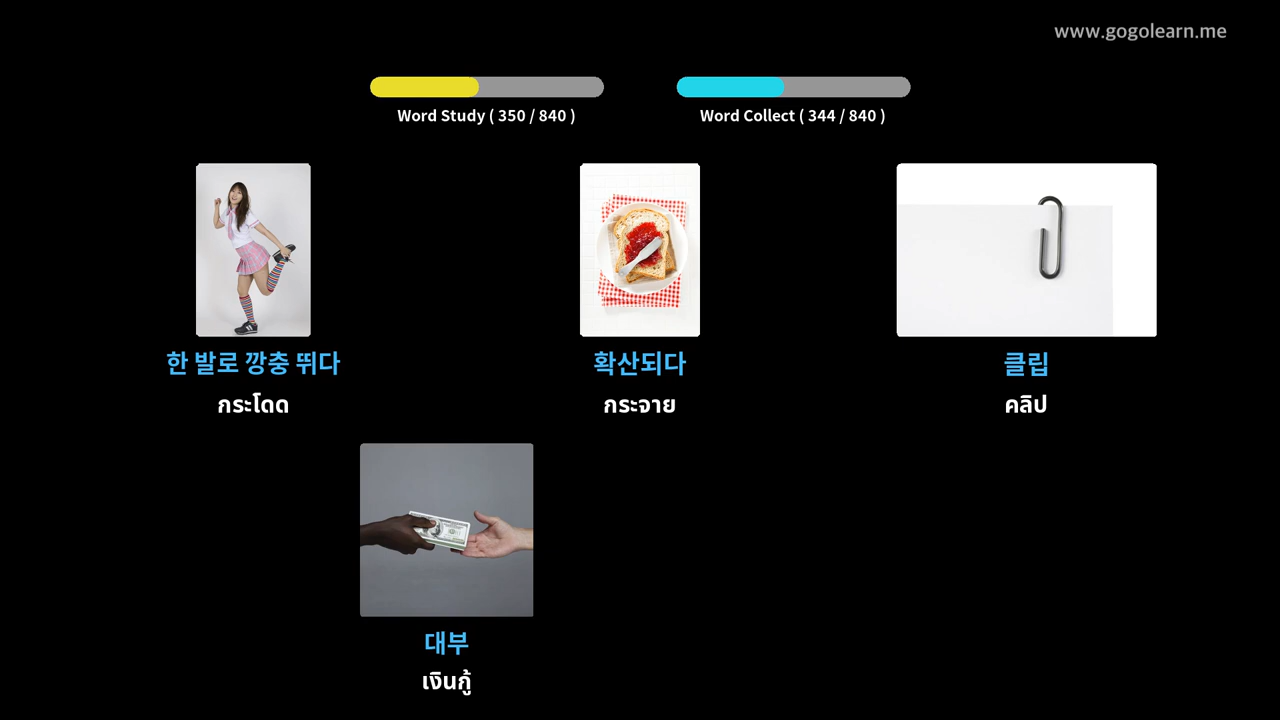 www.gogolearn.me
Word Study ( 350 / 840 )
Word Collect ( 344 / 840 )
한 발로 깡충 뛰다
กระโดด
확산되다
กระจาย
클립
คลิป
대부
เงินกู้